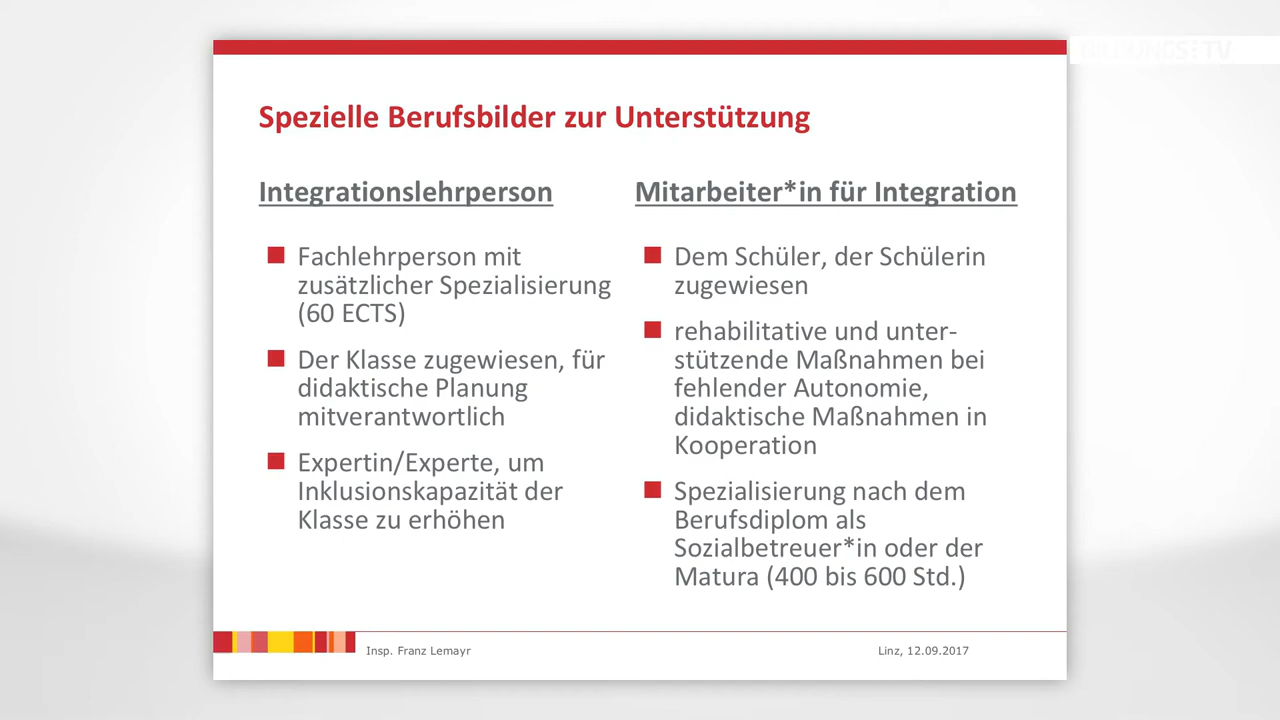 BILDUNGS TV
Spezielle Berufsbilder zur Unterstützung
Integrationslehrperson
Fachlehrperson mit
zusätzlicher Spezialisierung
(60 ECTS)
Der Klasse zugewiesen, für
didaktische Planung
mitverantwortlich
Expertin/Experte, um
Inklusionskapazität der
Klasse zu erhöhen
Mitarbeiter*in für Integration
Dem Schüler, der Schülerin
zugewiesen
rehabilitative und unter-
stützende Maßnahmen bei
fehlender Autonomie,
didaktische Maßnahmen in
Kooperation
Spezialisierung nach dem
Berufsdiplom als
Sozialbetreuer*in oder der
Matura (400 bis 600 Std.)
Insp. Franz Lemayr
Linz, 12.09.2017